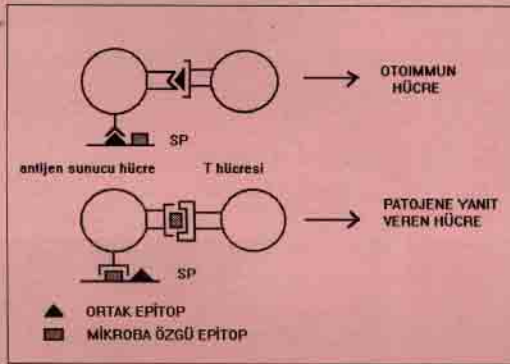 OTOIMMUN
HÜCRE
SP
antijen sunucu hücre T hücresi
PATOJENE YANIT
VEREN HÜCRE
SP
ORTAK EPİTOP
MİKROBA ÖZGÜ EPİTOP